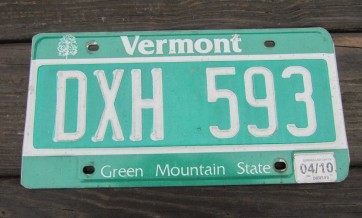 Vermont
DXH 593
Green Mountain State
04/10